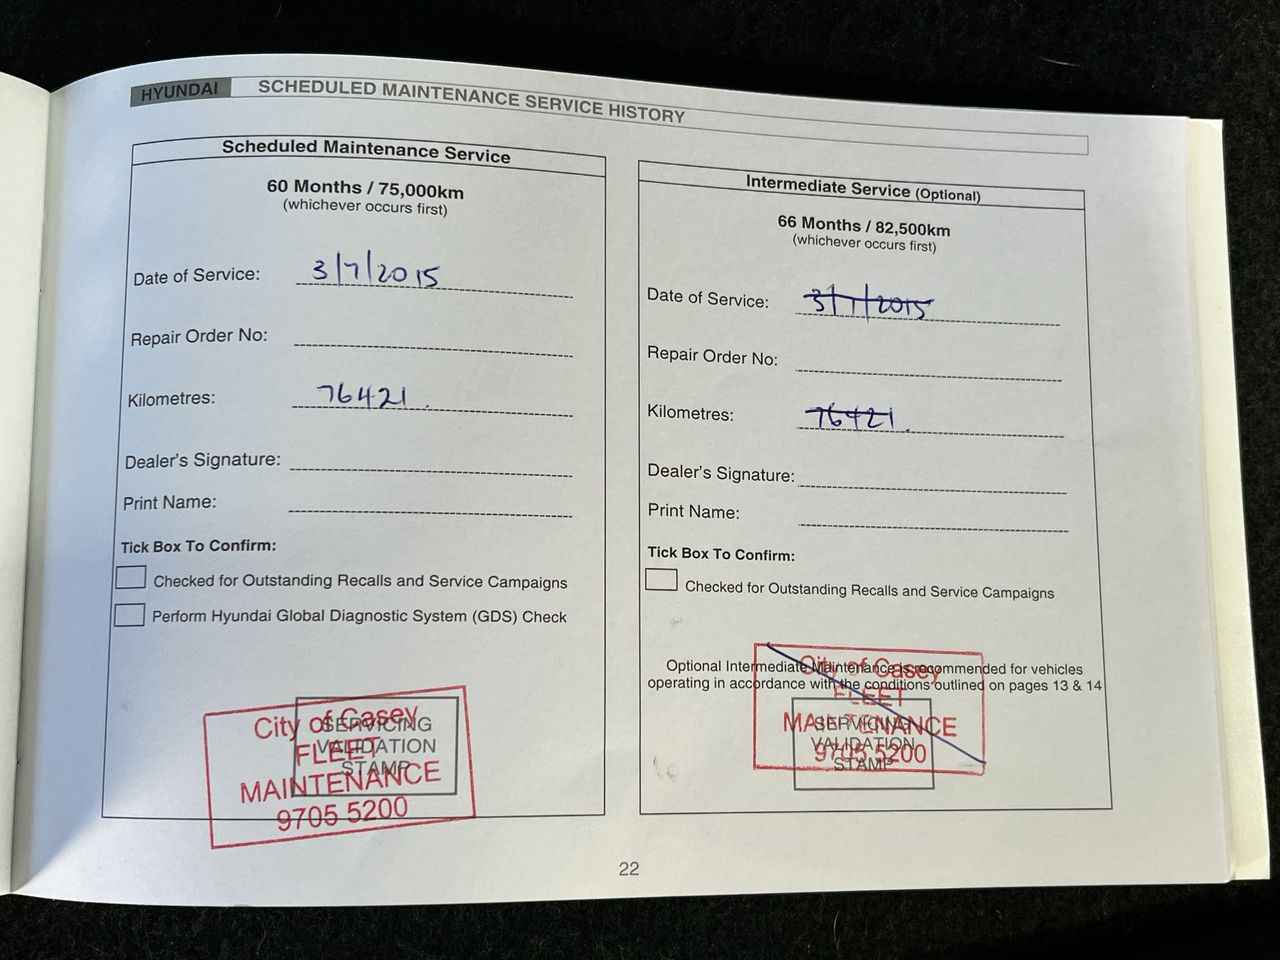 HYUNDAI SCHEDULED MAINTENANCE SERVICE HISTORY
Scheduled Maintenance Service
60 Months / 75,000km
(whichever occurs first)
Date of Service: 3/7/2015
Repair Order No:
Kilometres: 76421
Dealer's Signature:
Print Name:
Tick Box To Confirm:
Checked for Outstanding Recalls and Service Campaigns
Perform Hyundai Global Diagnostic System (GDS) Check
SERVICING
VALIDATION
STAMP
City of Casey
FLEET
MAINTENANCE
9705 5200
Intermediate Service (Optional)
66 Months / 82,500km
(whichever occurs first)
Date of Service: 3/7/2015
Repair Order No:
Kilometres: 76421
Dealer's Signature:
Print Name:
Tick Box To Confirm:
Checked for Outstanding Recalls and Service Campaigns
Optional Intermediate Maintenance is recommended for vehicles
operating in accordance with the conditions outlined on pages 13 & 14
SERVICING
VALIDATION
STAMP
City of Casey
FLEET
MAINTENANCE
9705 5200
22